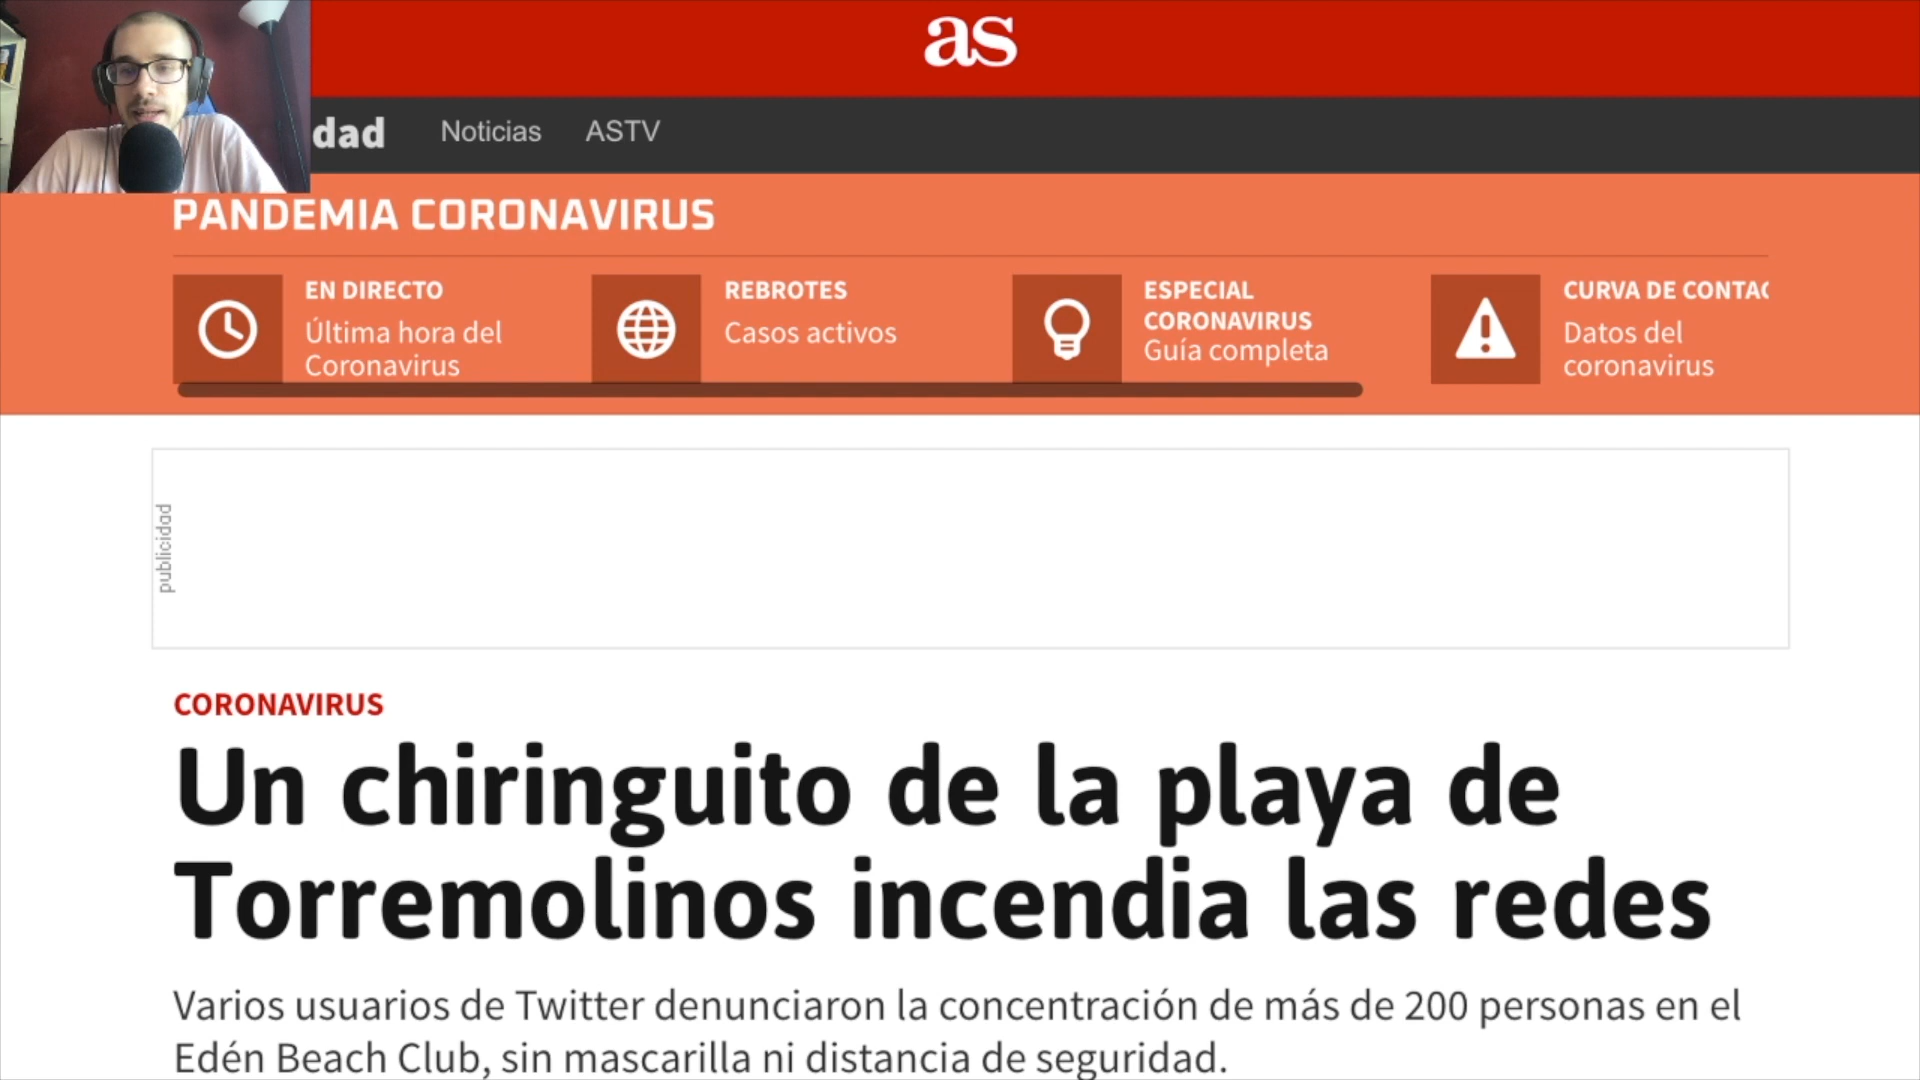 as
dad
Noticias
ASTV
PANDEMIA CORONAVIRUS
EN DIRECTO
Última hora del
Coronavirus
REBROTES
Casos activos
ESPECIAL
CORONAVIRUS
Guía completa
CURVA DE CONTAG
Datos del
coronavirus
publicidad
CORONAVIRUS
Un chiringuito de la playa de
Torremolinos incendia las redes
Varios usuarios de Twitter denunciaron la concentración de más de 200 personas en el
Edén Beach Club, sin mascarilla ni distancia de seguridad.